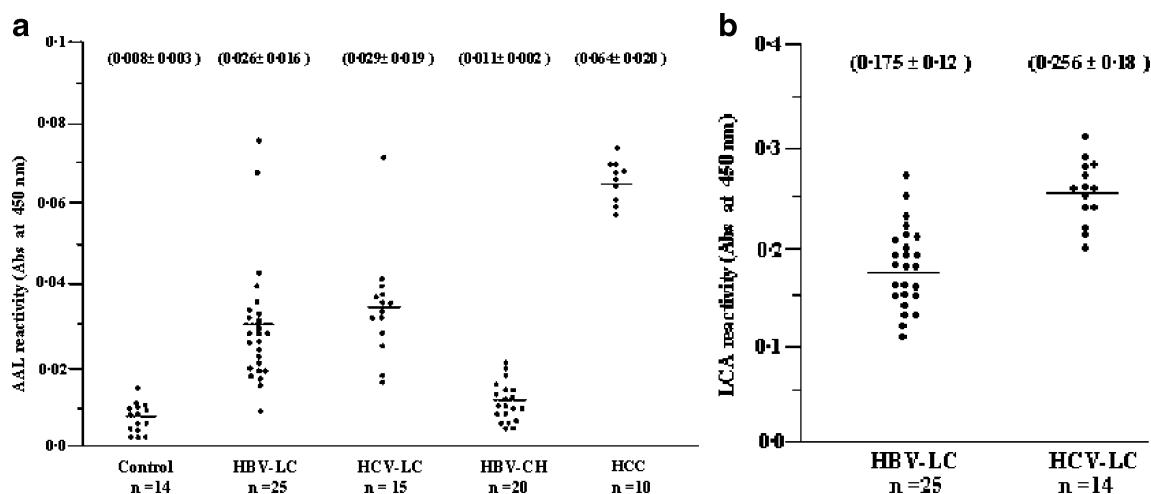 a
0·1
(0·008± 0·003) (0·026± 0·016) (0·029± 0·019) (0·011± 0·002) (0·064± 0·020)
0·08
0·06
0·04
0·02
0·0
AAL reactivity (Abs at 450 nm)
Control HBV-LC HCV-LC HBV-CH HCC
n =14 n =25 n = 15 n =20 n =10
b
0·4
(0·175 ± 0·12 ) (0·256 ± 0·18 )
0·3
0·2
0·1
0·0
LCA reactivity (Abs at 450 nm)
HBV-LC HCV-LC
n =25 n =14